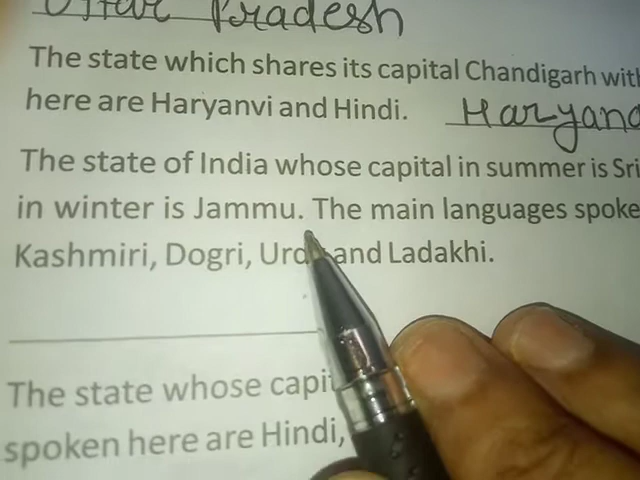 Uttar Pradesh
The state which shares its capital Chandigarh with
here are Haryanvi and Hindi. Haryana
The state of India whose capital in summer is Sri
in winter is Jammu. The main languages spoke
Kashmiri, Dogri, Urdu and Ladakhi.
The state whose capi
spoken here are Hindi,